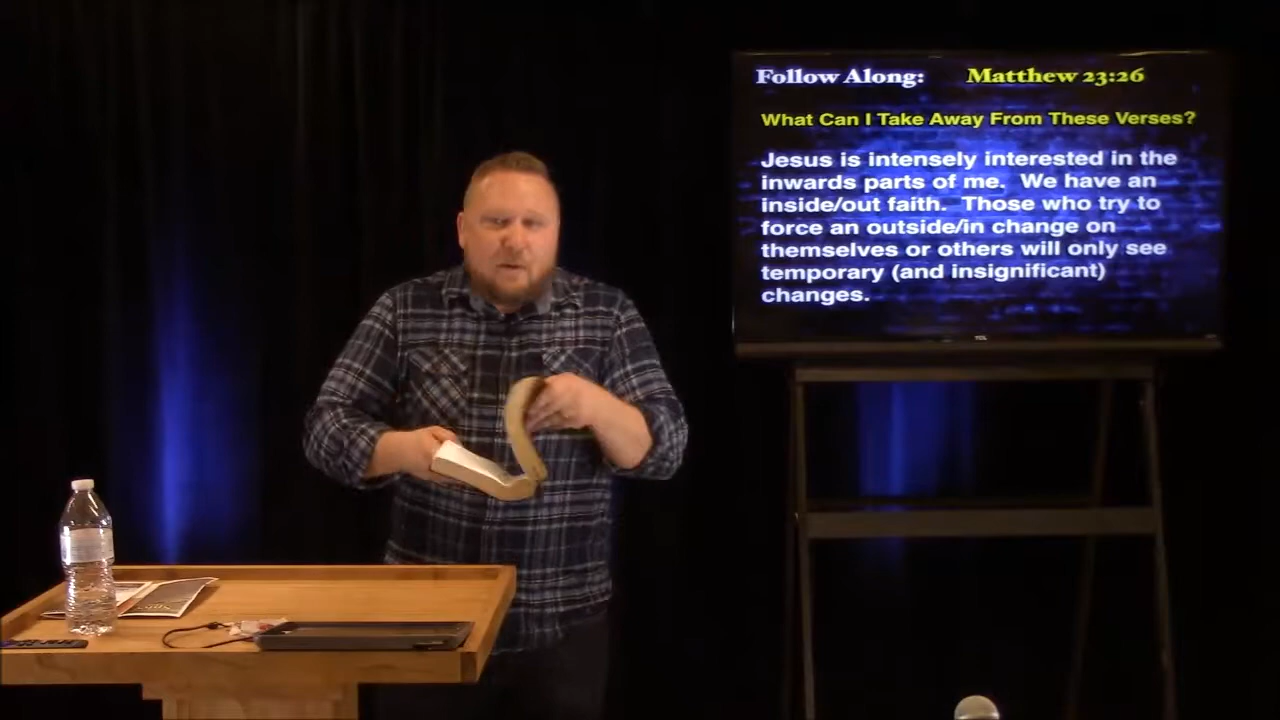 Follow Along: Matthew 23:26
What Can I Take Away From These Verses?
Jesus is intensely interested in the
inwards parts of me. We have an
inside/out faith. Those who try to
force an outside/in change on
themselves or others will only see
temporary (and insignificant)
changes.
TCL